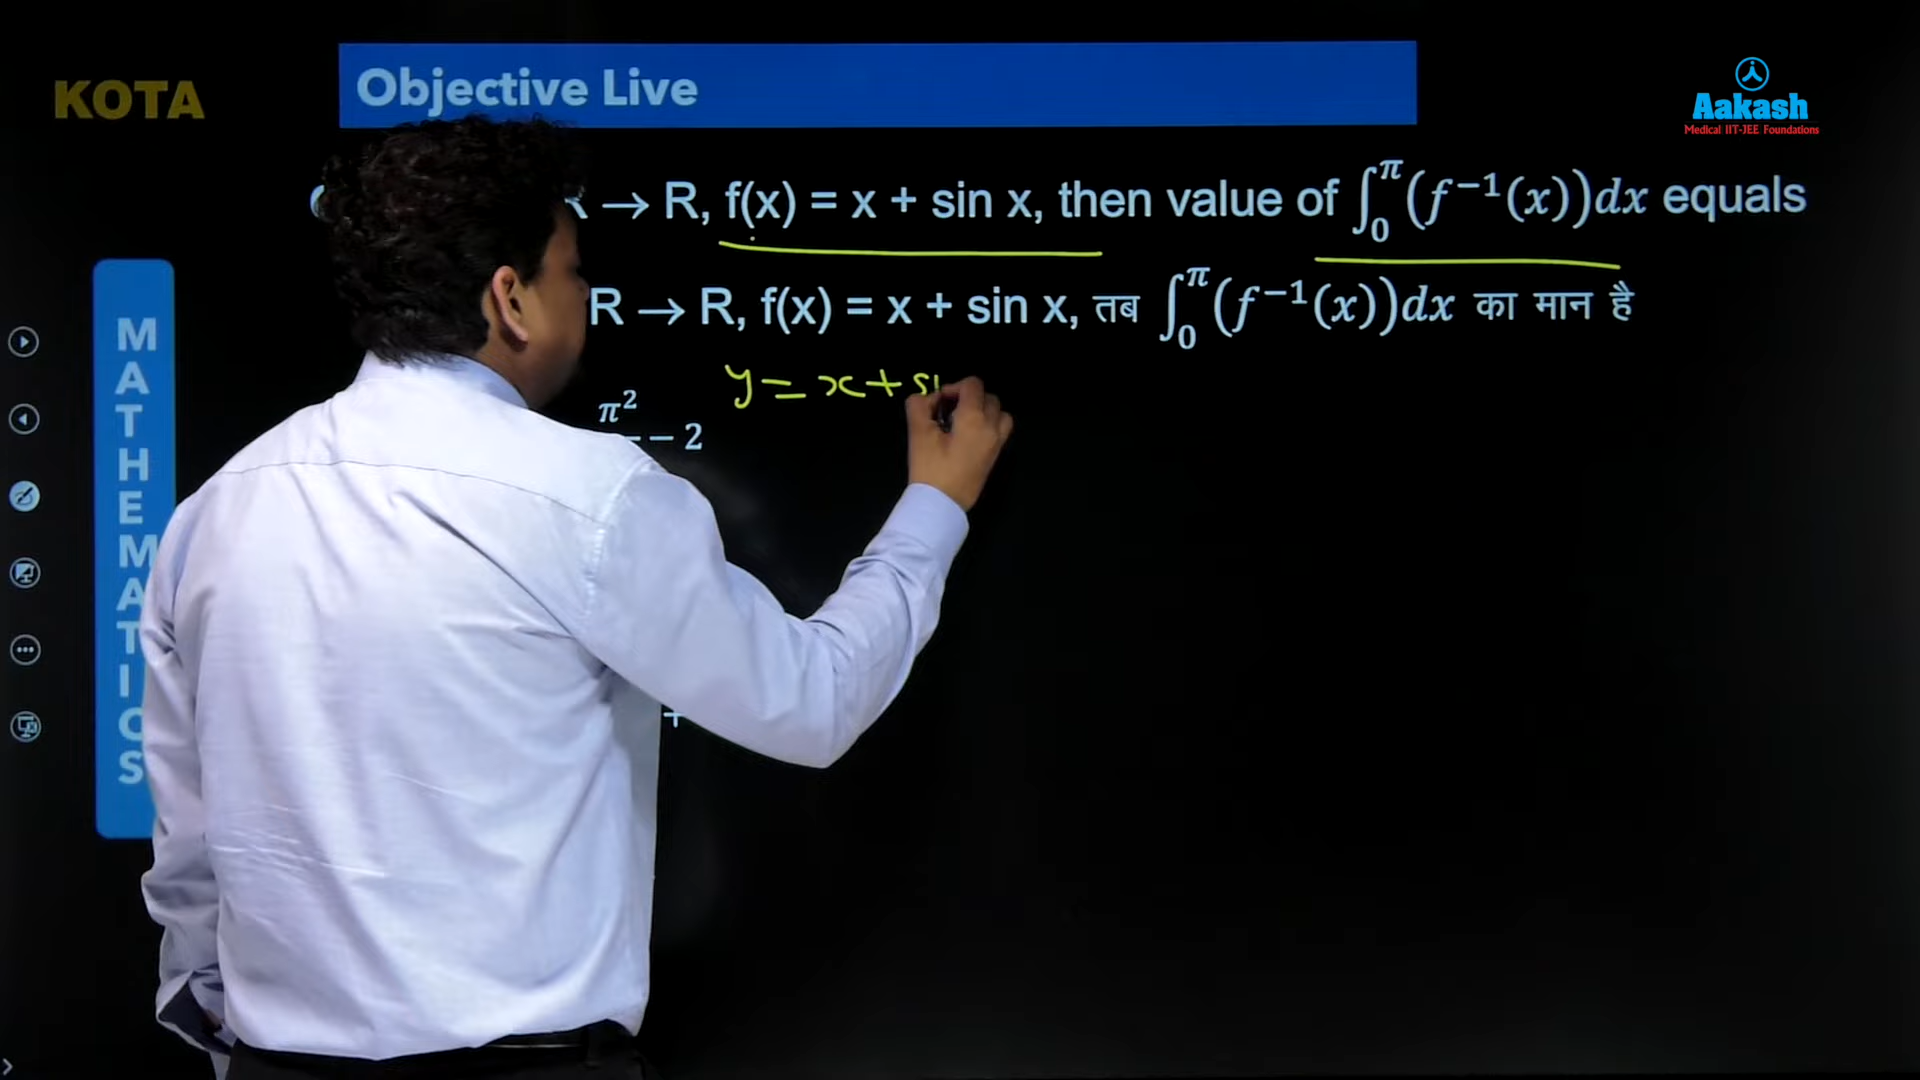 KOTA
Objective Live
Aakash
Medical IIT-JEE Foundations
→ R, f(x) = x + sin x, then value of ∫₀^π (f⁻¹(x))dx equals
R → R, f(x) = x + sin x, तब ∫₀^π (f⁻¹(x))dx का मान है
y = x + s
π²
− 2
+
MATHEMATICS